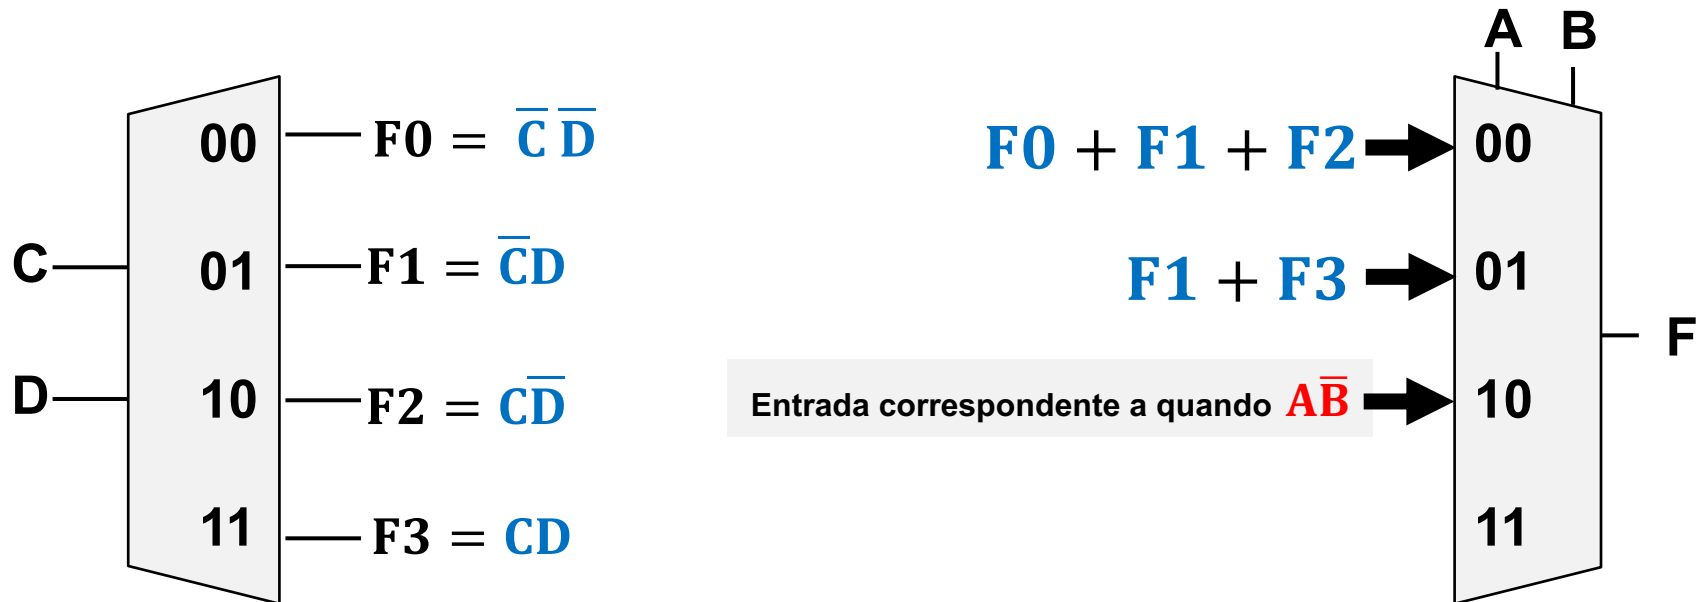 A B
00 F0 = C̅ D̅
F0 + F1 + F2 00
C 01 F1 = C̅D
F1 + F3 01
F
D 10 F2 = CD̅
Entrada correspondente a quando AB̅ 10
11 F3 = CD
11